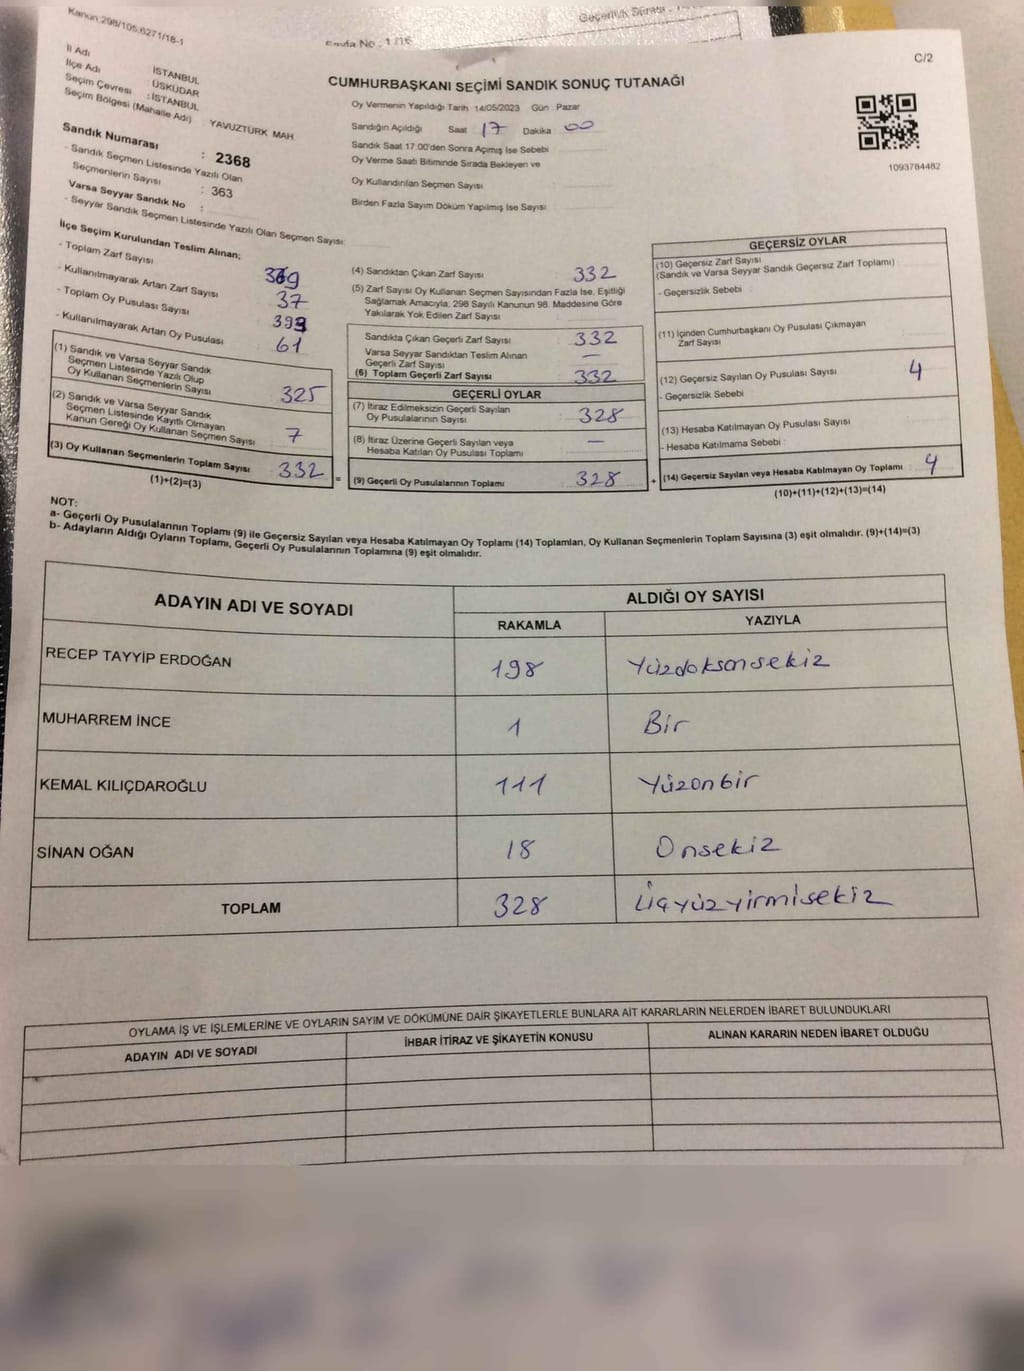 Kanun.298/105,6271/18-1
Sayfa No : 1 /16
Geçerlilik Süresi
C/2
İl Adı : İSTANBUL
İlçe Adı : ÜSKÜDAR
Seçim Çevresi : İSTANBUL
Seçim Bölgesi (Mahalle Adı) : YAVUZTÜRK MAH
CUMHURBAŞKANI SEÇİMİ SANDIK SONUÇ TUTANAĞI
Oy Vermenin Yapıldığı Tarih 14/05/2023 Gün : Pazar
Sandığın Açıldığı Saat : 17 Dakika : 00
Sandık Saat 17:00'den Sonra Açılmış İse Sebebi
Oy Verme Saati Bitiminde Sırada Bekleyen ve
Oy Kullandırılan Seçmen Sayısı
Birden Fazla Sayım Döküm Yapılmış İse Sayısı
1093784482
Sandık Numarası : 2368
- Sandık Seçmen Listesinde Yazılı Olan
Seçmenlerin Sayısı : 363
Varsa Seyyar Sandık No :
- Seyyar Sandık Seçmen Listesinde Yazılı Olan Seçmen Sayısı:
İlçe Seçim Kurulundan Teslim Alınan;
- Toplam Zarf Sayısı 369
- Kullanılmayarak Artan Zarf Sayısı 37
- Toplam Oy Pusulası Sayısı 393
- Kullanılmayarak Artan Oy Pusulası 61
(1) Sandık ve Varsa Seyyar Sandık
Seçmen Listesinde Yazılı Olup
Oy Kullanan Seçmenlerin Sayısı 325
(2) Sandık ve Varsa Seyyar Sandık
Seçmen Listesinde Kayıtlı Olmayan
Kanun Gereği Oy Kullanan Seçmen Sayısı 7
(3) Oy Kullanan Seçmenlerin Toplam Sayısı 332
(1)+(2)=(3)
(4) Sandıktan Çıkan Zarf Sayısı 332
(5) Zarf Sayısı Oy Kullanan Seçmen Sayısından Fazla İse, Eşitliği
Sağlamak Amacıyla; 298 Sayılı Kanunun 98. Maddesine Göre
Yakılarak Yok Edilen Zarf Sayısı
Sandıkta Çıkan Geçerli Zarf Sayısı 332
Varsa Seyyar Sandıktan Teslim Alınan
Geçerli Zarf Sayısı —
(6) Toplam Geçerli Zarf Sayısı 332
GEÇERLİ OYLAR
(7) İtiraz Edilmeksizin Geçerli Sayılan
Oy Pusulalarının Sayısı 328
(8) İtiraz Üzerine Geçerli Sayılan veya
Hesaba Katılan Oy Pusulası Toplamı —
= (9) Geçerli Oy Pusulalarının Toplamı 328
GEÇERSİZ OYLAR
(10) Geçersiz Zarf Sayısı
(Sandık ve Varsa Seyyar Sandık Geçersiz Zarf Toplamı)
- Geçersizlik Sebebi
(11) İçinden Cumhurbaşkanı Oy Pusulası Çıkmayan
Zarf Sayısı
(12) Geçersiz Sayılan Oy Pusulası Sayısı 4
- Geçersizlik Sebebi
(13) Hesaba Katılmayan Oy Pusulası Sayısı
- Hesaba Katılmama Sebebi
+ (14) Geçersiz Sayılan veya Hesaba Katılmayan Oy Toplamı 4
(10)+(11)+(12)+(13)=(14)
NOT:
a- Geçerli Oy Pusulalarının Toplamı (9) ile Geçersiz Sayılan veya Hesaba Katılmayan Oy Toplamı (14) Toplamları, Oy Kullanan Seçmenlerin Toplam Sayısına (3) eşit olmalıdır. (9)+(14)=(3)
b- Adayların Aldığı Oyların Toplamı, Geçerli Oy Pusulalarının Toplamına (9) eşit olmalıdır.
ADAYIN ADI VE SOYADI
ALDIĞI OY SAYISI
RAKAMLA YAZIYLA
RECEP TAYYİP ERDOĞAN 198 Yüzdoksansekiz
MUHARREM İNCE 1 Bir
KEMAL KILIÇDAROĞLU 111 Yüzonbir
SİNAN OĞAN 18 Onsekiz
TOPLAM 328 Üçyüzyirmisekiz
OYLAMA İŞ VE İŞLEMLERİNE VE OYLARIN SAYIM VE DÖKÜMÜNE DAİR ŞİKAYETLERLE BUNLARA AİT KARARLARIN NELERDEN İBARET BULUNDUKLARI
ADAYIN ADI VE SOYADI İHBAR İTİRAZ VE ŞİKAYETİN KONUSU ALINAN KARARIN NEDEN İBARET OLDUĞU